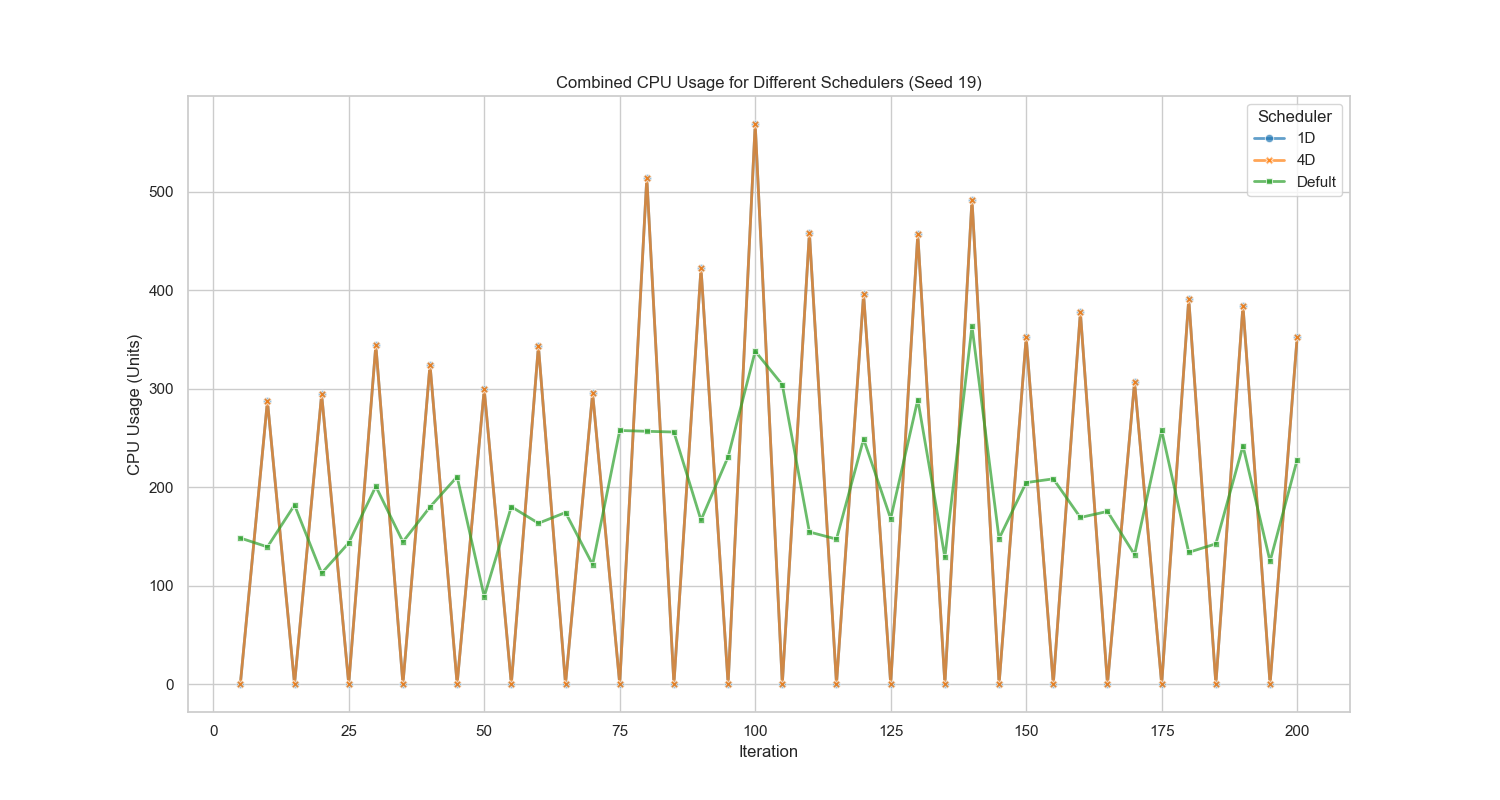 Combined CPU Usage for Different Schedulers (Seed 19)
Scheduler
1D
4D
Defult
CPU Usage (Units)
500
400
300
200
100
0
0
25
50
75
100
125
150
175
200
Iteration